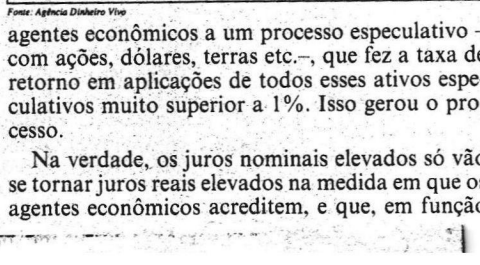 Fonte: Agência Dinheiro Vivo
agentes econômicos a um processo especulativo –
com ações, dólares, terras etc.–, que fez a taxa de
retorno em aplicações de todos esses ativos espe
culativos muito superior a 1%. Isso gerou o pro
cesso.
Na verdade, os juros nominais elevados só vão
se tornar juros reais elevados na medida em que os
agentes econômicos acreditem, e que, em função